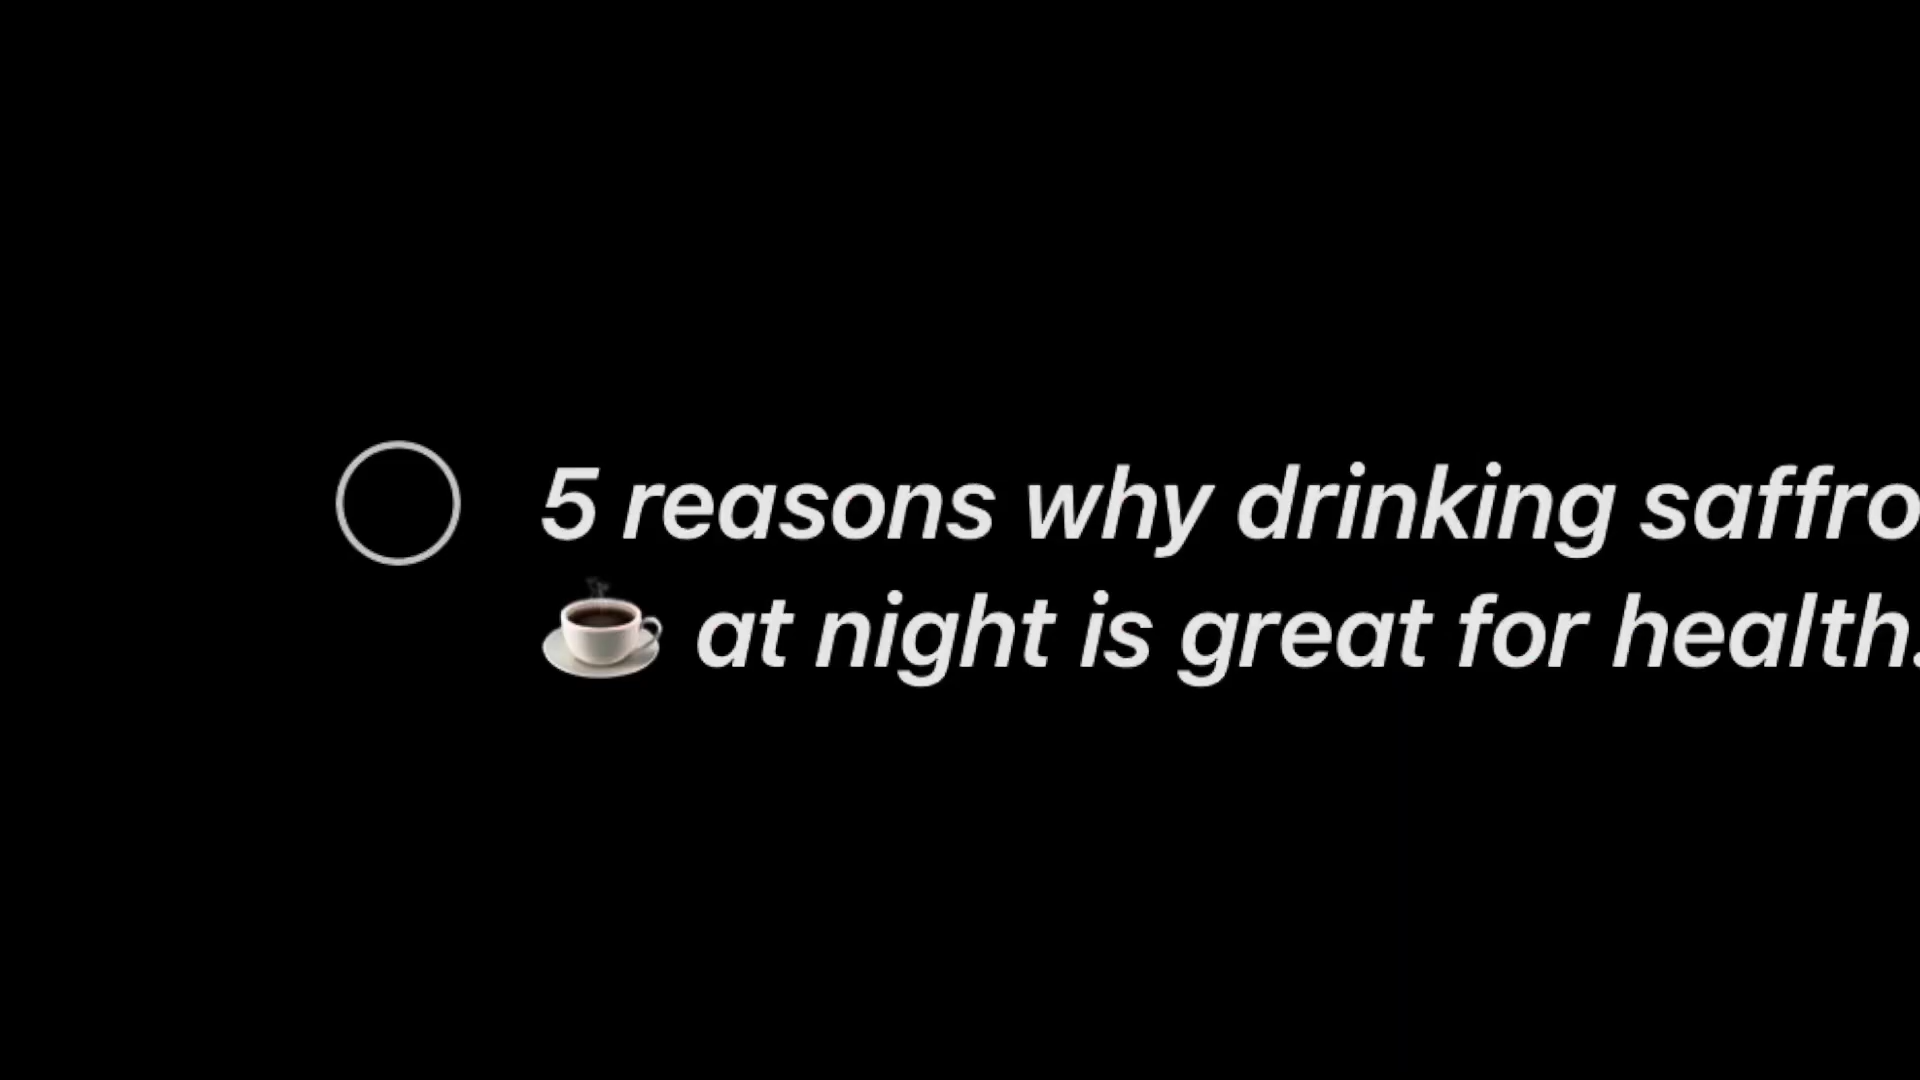 5 reasons why drinking saffro
☕ at night is great for health.